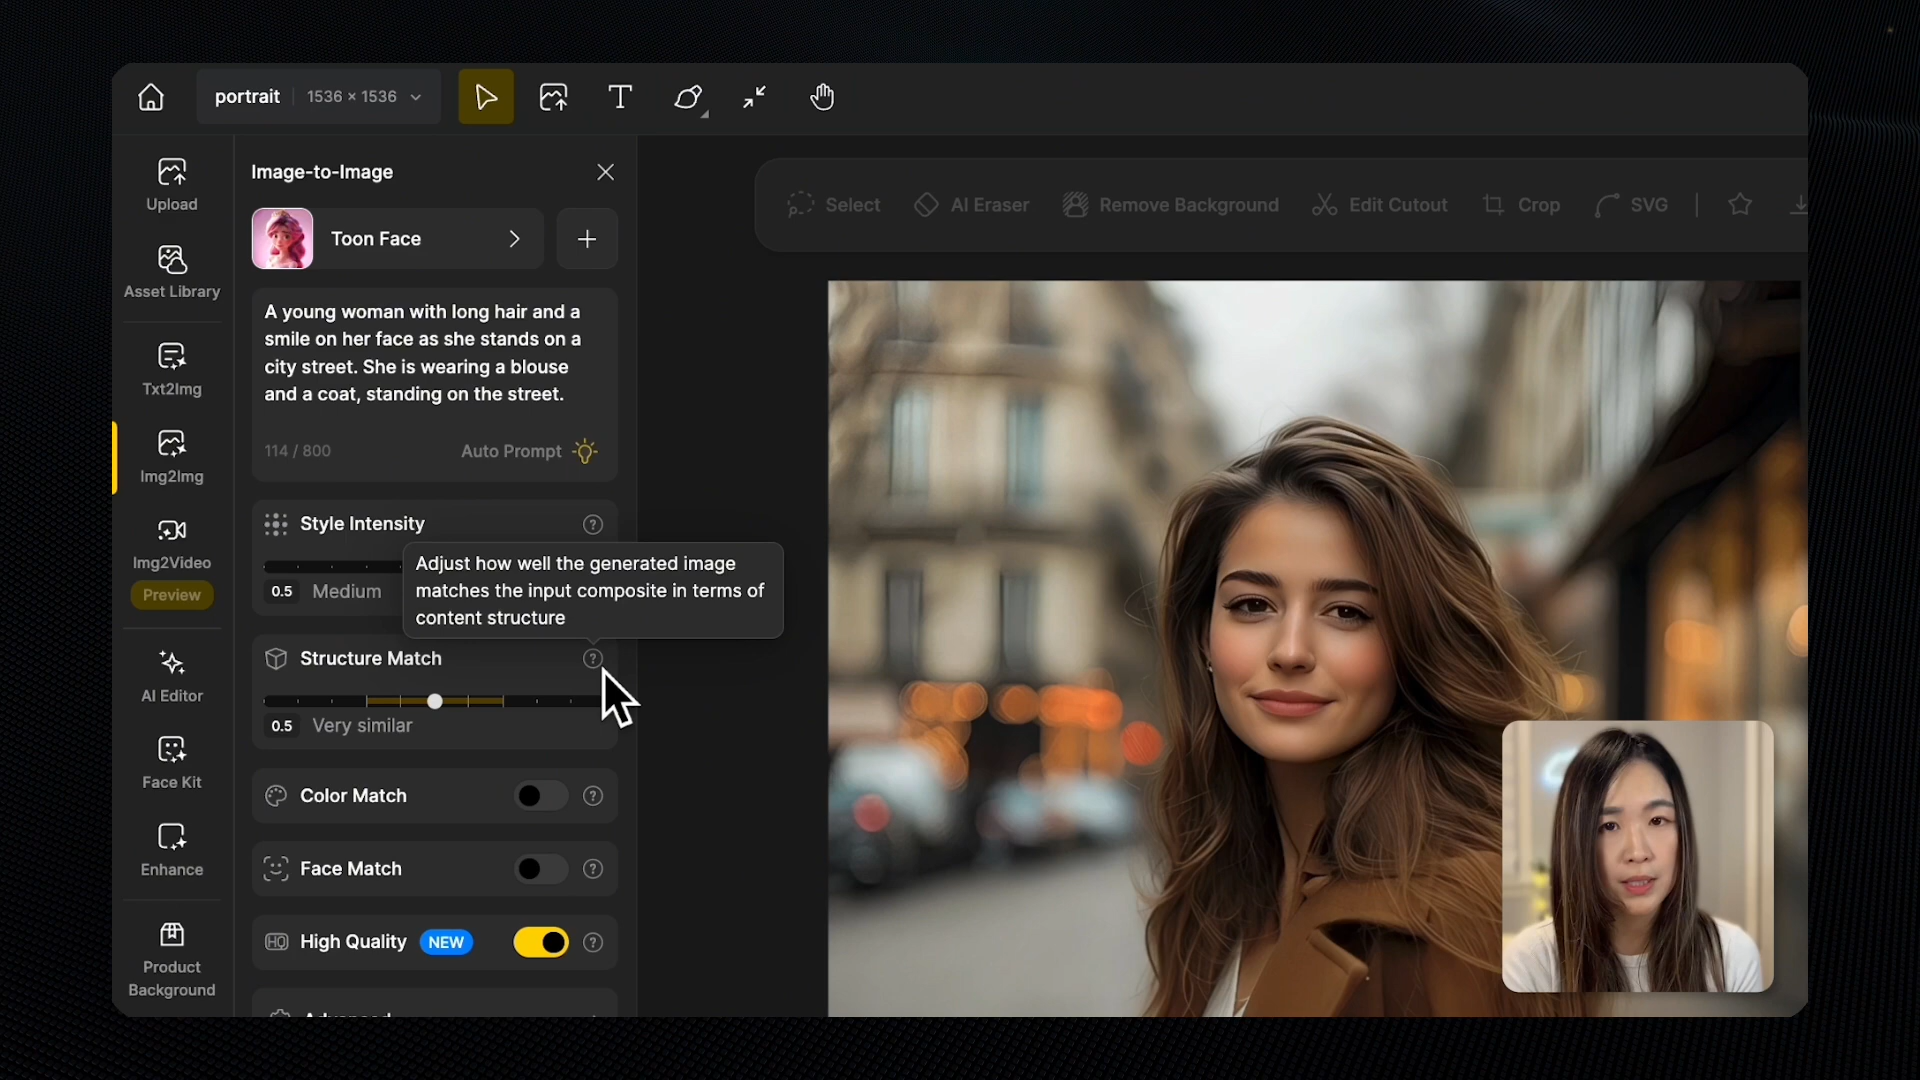 portrait
1536 × 1536
Image-to-Image
Upload
Toon Face
Select
AI Eraser
Remove Background
Edit Cutout
Crop
SVG
Asset Library
A young woman with long hair and a
smile on her face as she stands on a
city street. She is wearing a blouse
and a coat, standing on the street.
114 / 800
Auto Prompt
Txt2Img
Img2Img
Img2Video
Preview
Style Intensity
0.5 Medium
Adjust how well the generated image
matches the input composite in terms of
content structure
Structure Match
0.5 Very similar
AI Editor
Face Kit
Color Match
Enhance
Face Match
HQ High Quality NEW
Product
Background